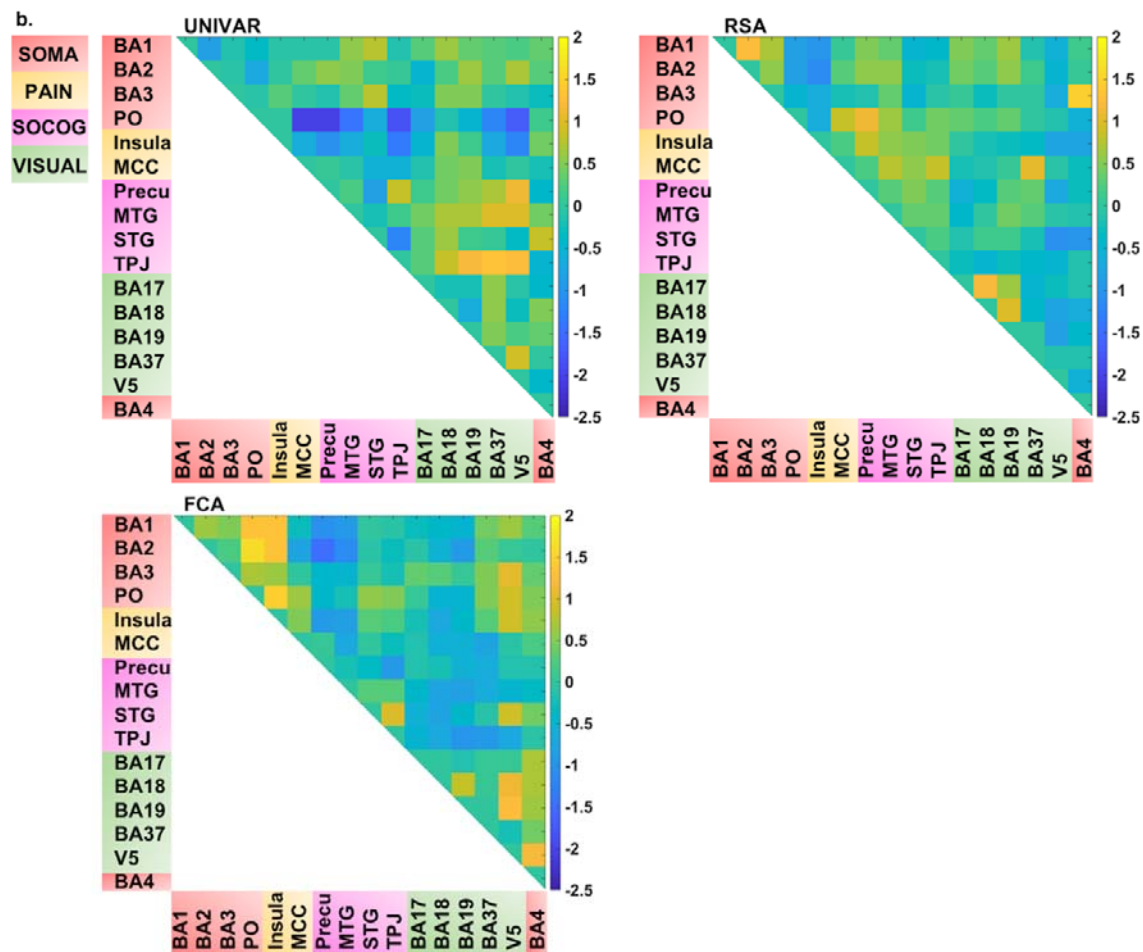 b.
UNIVAR
SOMA
PAIN
SOCOG
VISUAL
BA1
BA2
BA3
PO
Insula
MCC
Precu
MTG
STG
TPJ
BA17
BA18
BA19
BA37
V5
BA4
2
1.5
1
0.5
0
-0.5
-1
-1.5
-2
-2.5
BA1
BA2
BA3
PO
Insula
MCC
Precu
MTG
STG
TPJ
BA17
BA18
BA19
BA37
V5
BA4
RSA
BA1
BA2
BA3
PO
Insula
MCC
Precu
MTG
STG
TPJ
BA17
BA18
BA19
BA37
V5
BA4
2
1.5
1
0.5
0
-0.5
-1
-1.5
-2
-2.5
BA1
BA2
BA3
PO
Insula
MCC
Precu
MTG
STG
TPJ
BA17
BA18
BA19
BA37
V5
BA4
FCA
BA1
BA2
BA3
PO
Insula
MCC
Precu
MTG
STG
TPJ
BA17
BA18
BA19
BA37
V5
BA4
2
1.5
1
0.5
0
-0.5
-1
-1.5
-2
-2.5
BA1
BA2
BA3
PO
Insula
MCC
Precu
MTG
STG
TPJ
BA17
BA18
BA19
BA37
V5
BA4